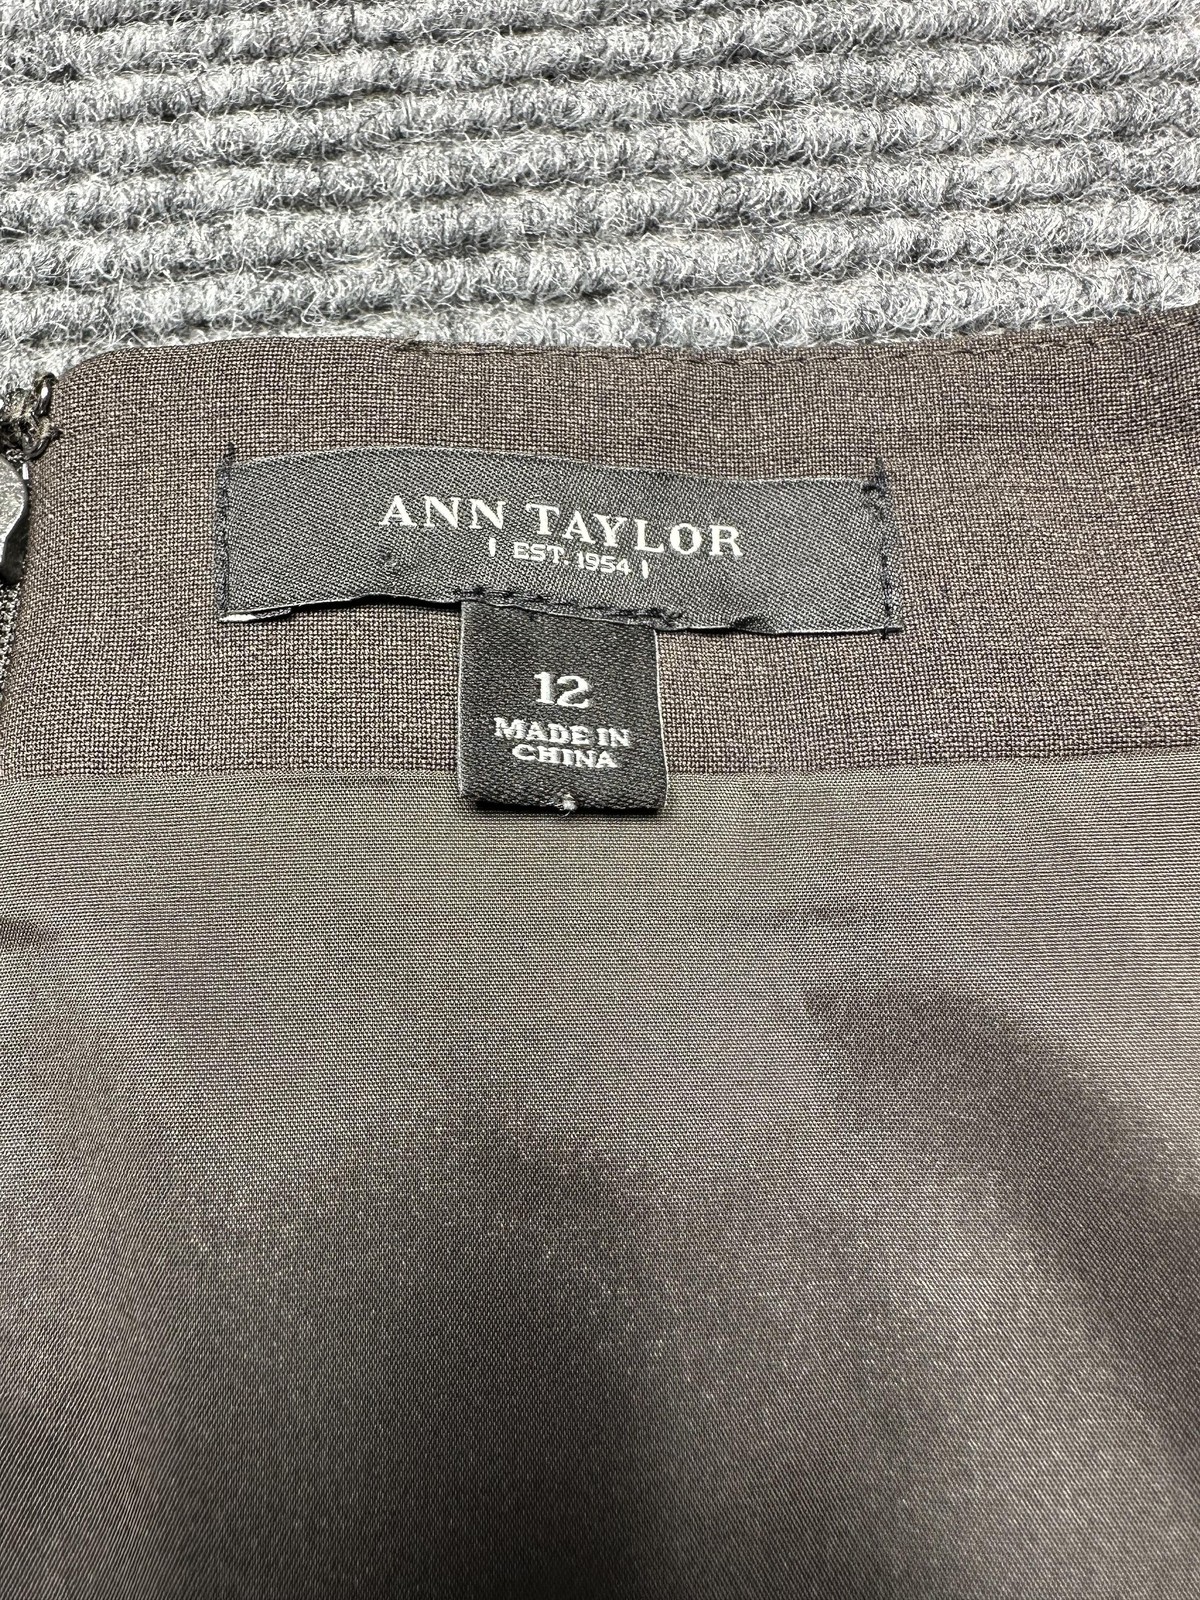 ANN TAYLOR
| EST. 1954 |
12
MADE IN
CHINA